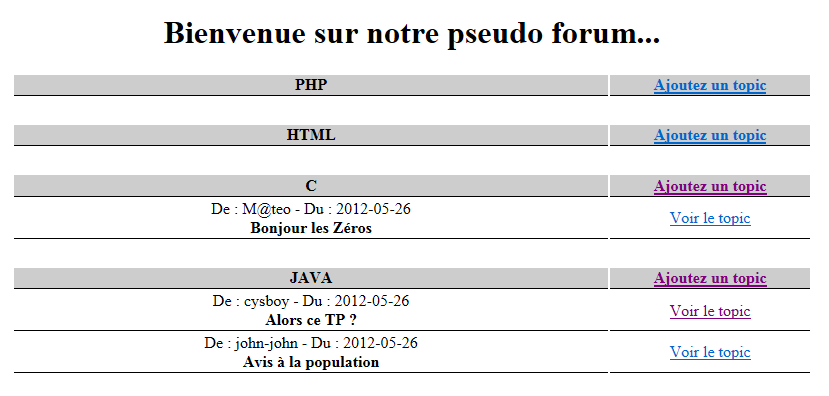 Bienvenue sur notre pseudo forum...
PHP Ajoutez un topic
HTML Ajoutez un topic
C Ajoutez un topic
De : M@teo - Du : 2012-05-26
Bonjour les Zéros
Voir le topic
JAVA Ajoutez un topic
De : cysboy - Du : 2012-05-26
Alors ce TP ?
Voir le topic
De : john-john - Du : 2012-05-26
Avis à la population
Voir le topic